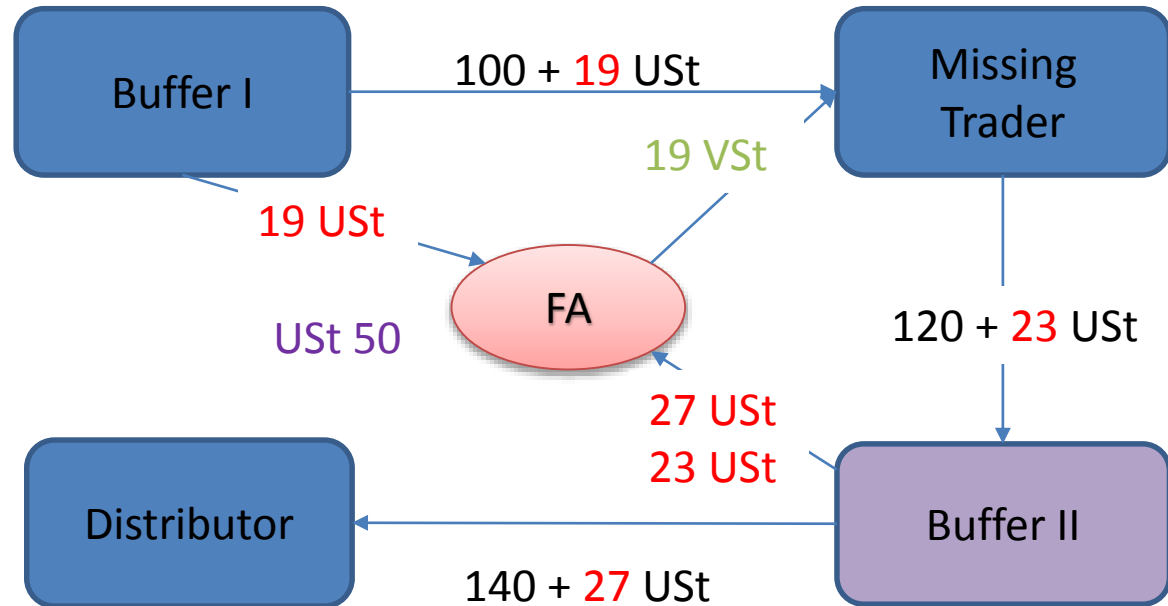 Buffer I
100 + 19 USt
Missing
Trader
19 VSt
19 USt
FA
USt 50
120 + 23 USt
27 USt
23 USt
Distributor
Buffer II
140 + 27 USt